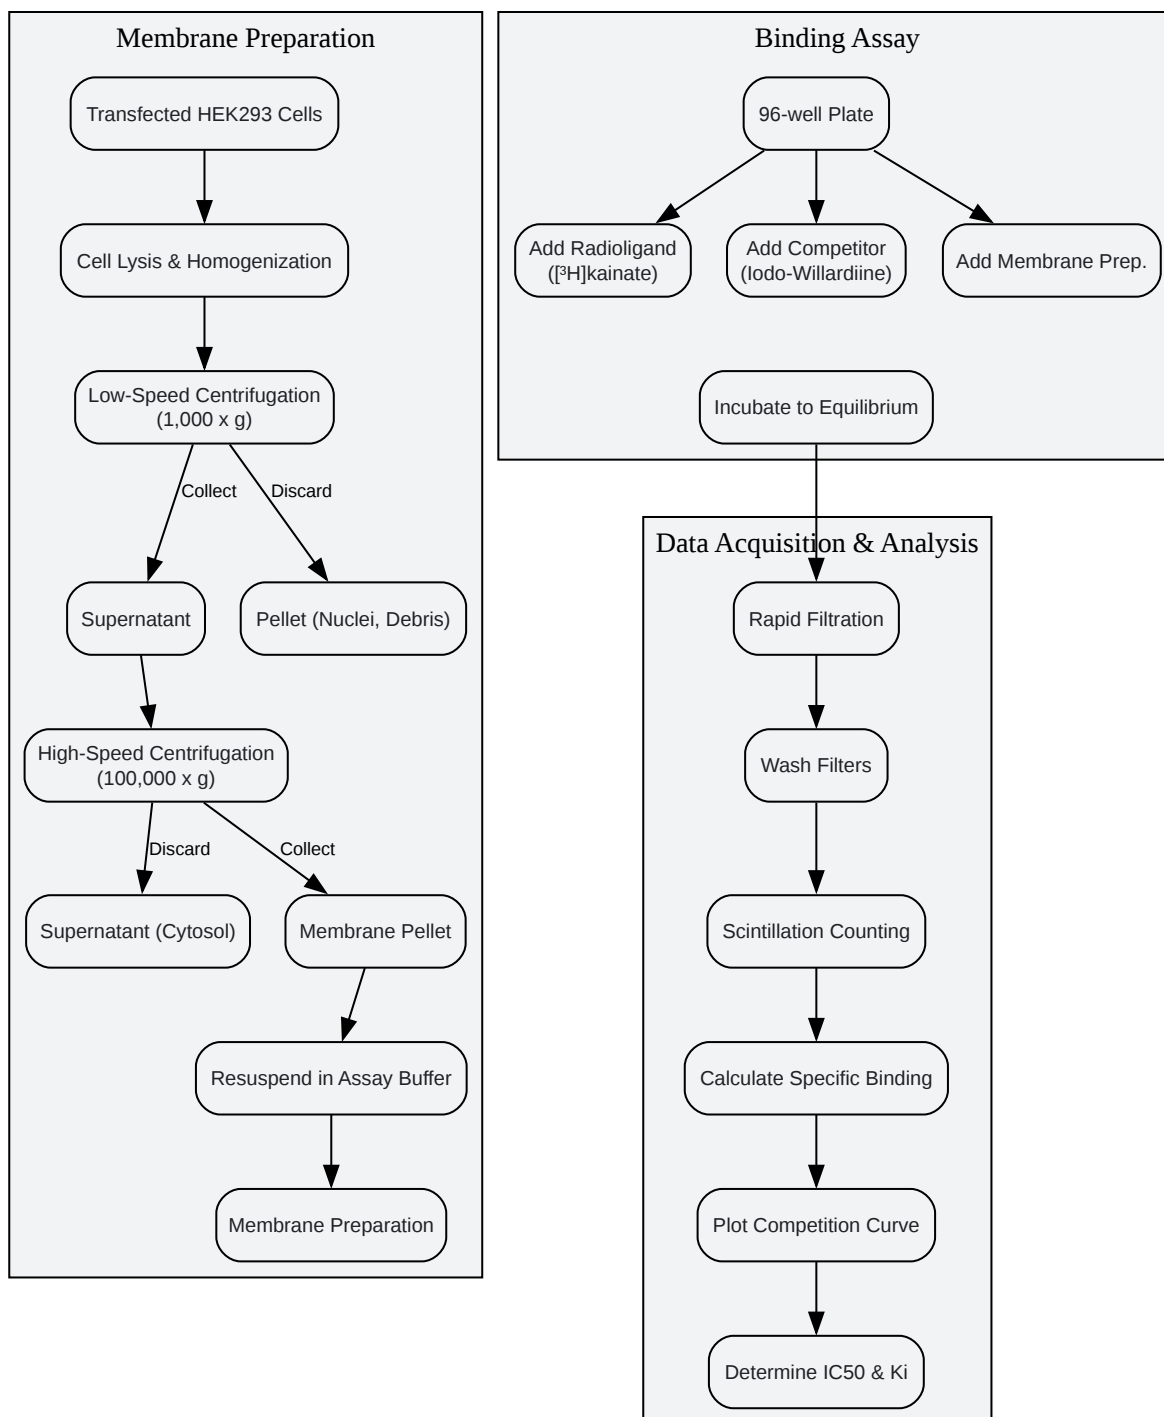 Membrane Preparation
Transfected HEK293 Cells
Cell Lysis & Homogenization
Low-Speed Centrifugation
(1,000 x g)
Collect
Discard
Supernatant
Pellet (Nuclei, Debris)
High-Speed Centrifugation
(100,000 x g)
Discard
Collect
Supernatant (Cytosol)
Membrane Pellet
Resuspend in Assay Buffer
Membrane Preparation
Binding Assay
96-well Plate
Add Radioligand
([³H]kainate)
Add Competitor
(Iodo-Willardiine)
Add Membrane Prep.
Incubate to Equilibrium
Data Acquisition & Analysis
Rapid Filtration
Wash Filters
Scintillation Counting
Calculate Specific Binding
Plot Competition Curve
Determine IC50 & Ki